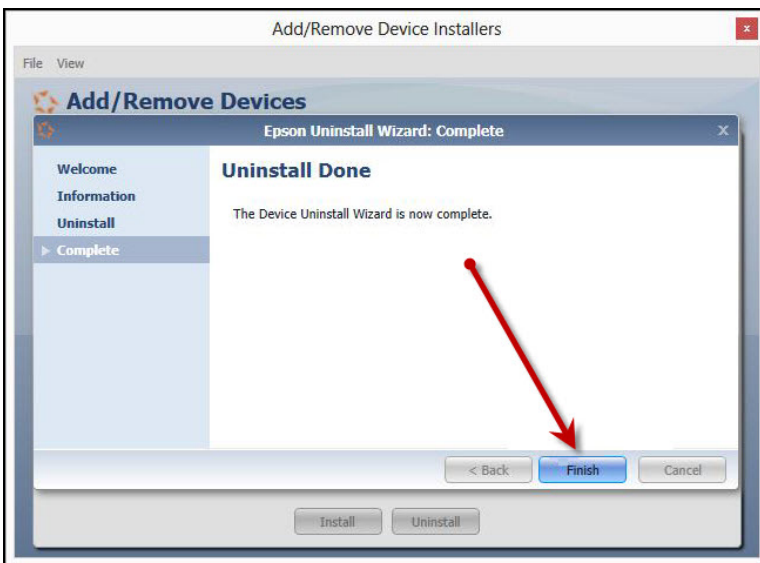 Add/Remove Device Installers
x
File View
Add/Remove Devices
Epson Uninstall Wizard: Complete
x
Welcome
Information
Uninstall
Complete
Uninstall Done
The Device Uninstall Wizard is now complete.
< Back Finish Cancel
Install Uninstall